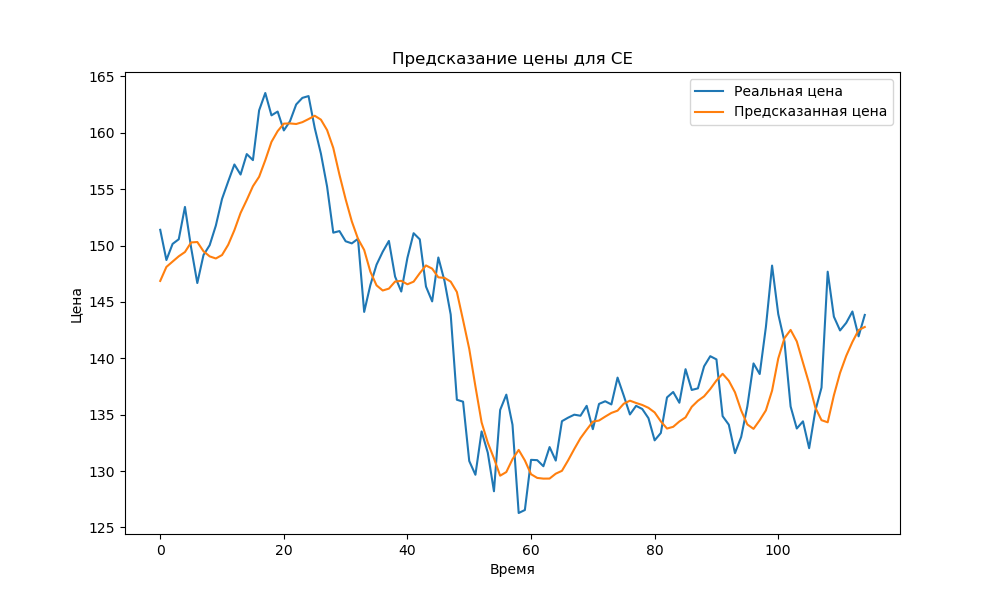 Предсказание цены для CE
Реальная цена
Предсказанная цена
Цена
165
160
155
150
145
140
135
130
125
0 20 40 60 80 100
Время